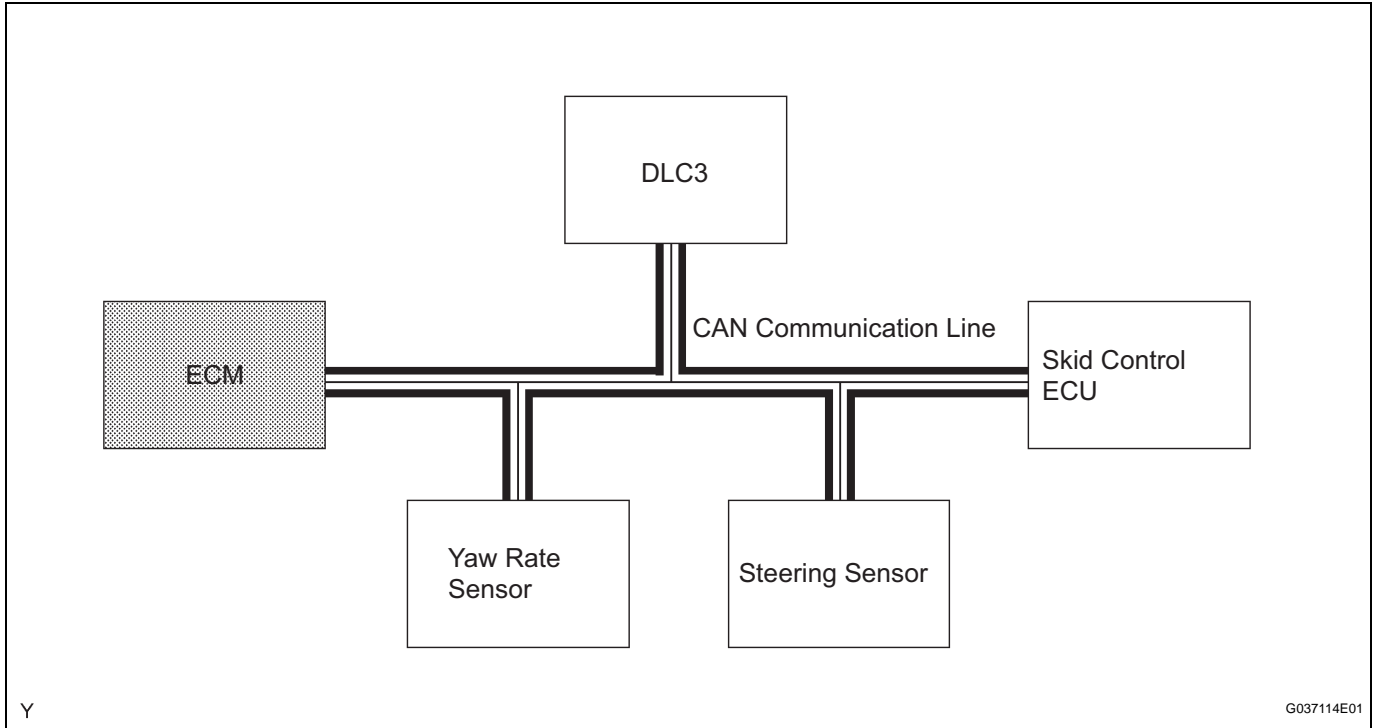 DLC3
CAN Communication Line
ECM
Skid Control
ECU
Yaw Rate
Sensor
Steering Sensor
Y
G037114E01